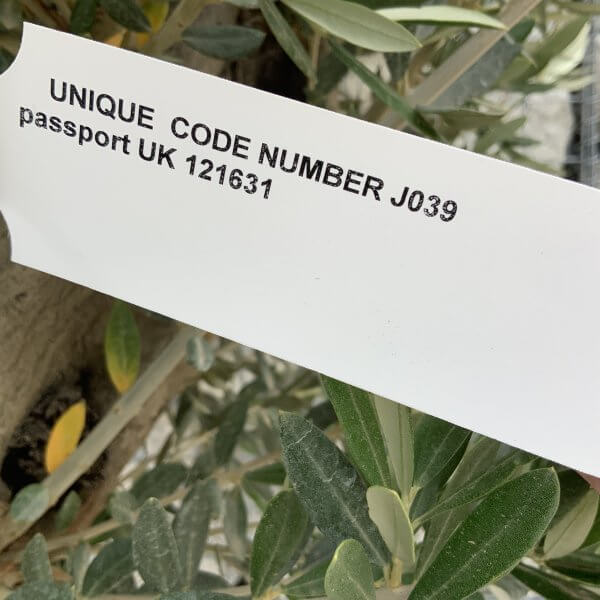 UNIQUE CODE NUMBER J039
passport UK 121631